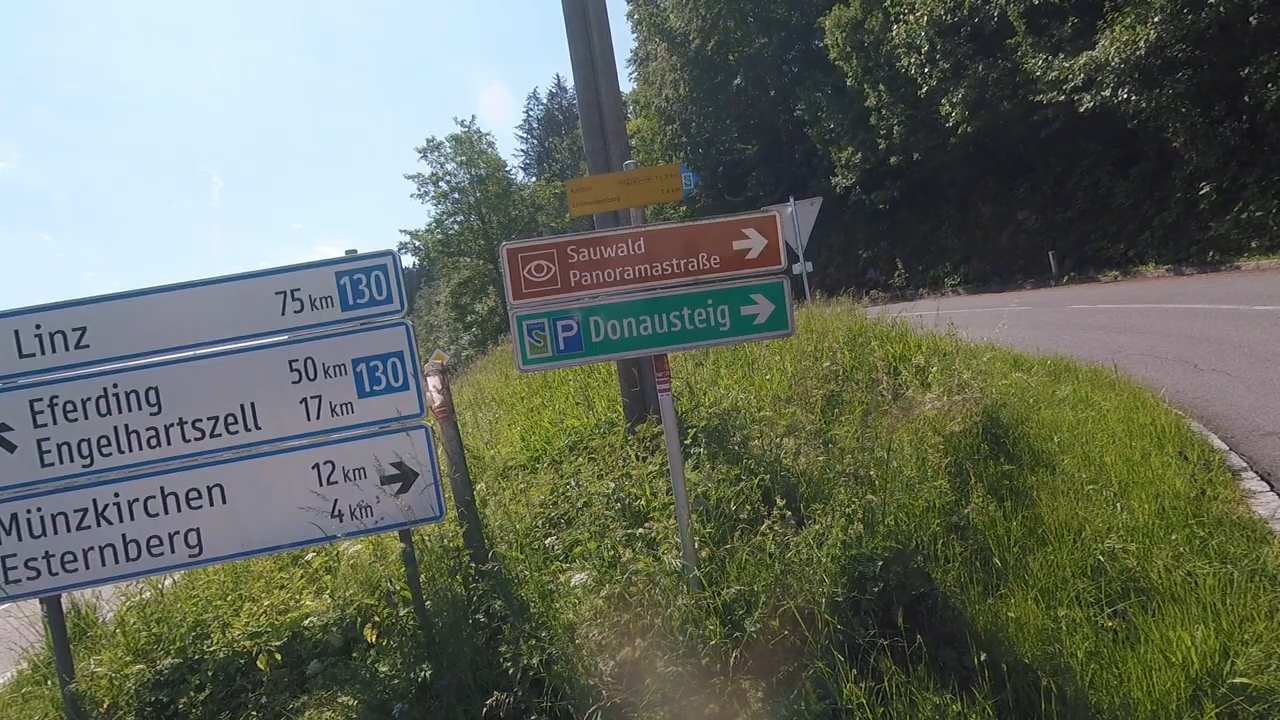 Linz 75 km 130
Eferding 50 km 130
Engelhartszell 17 km
Münzkirchen 12 km
Esternberg 4 km
Sauwald
Panoramastraße
P Donausteig